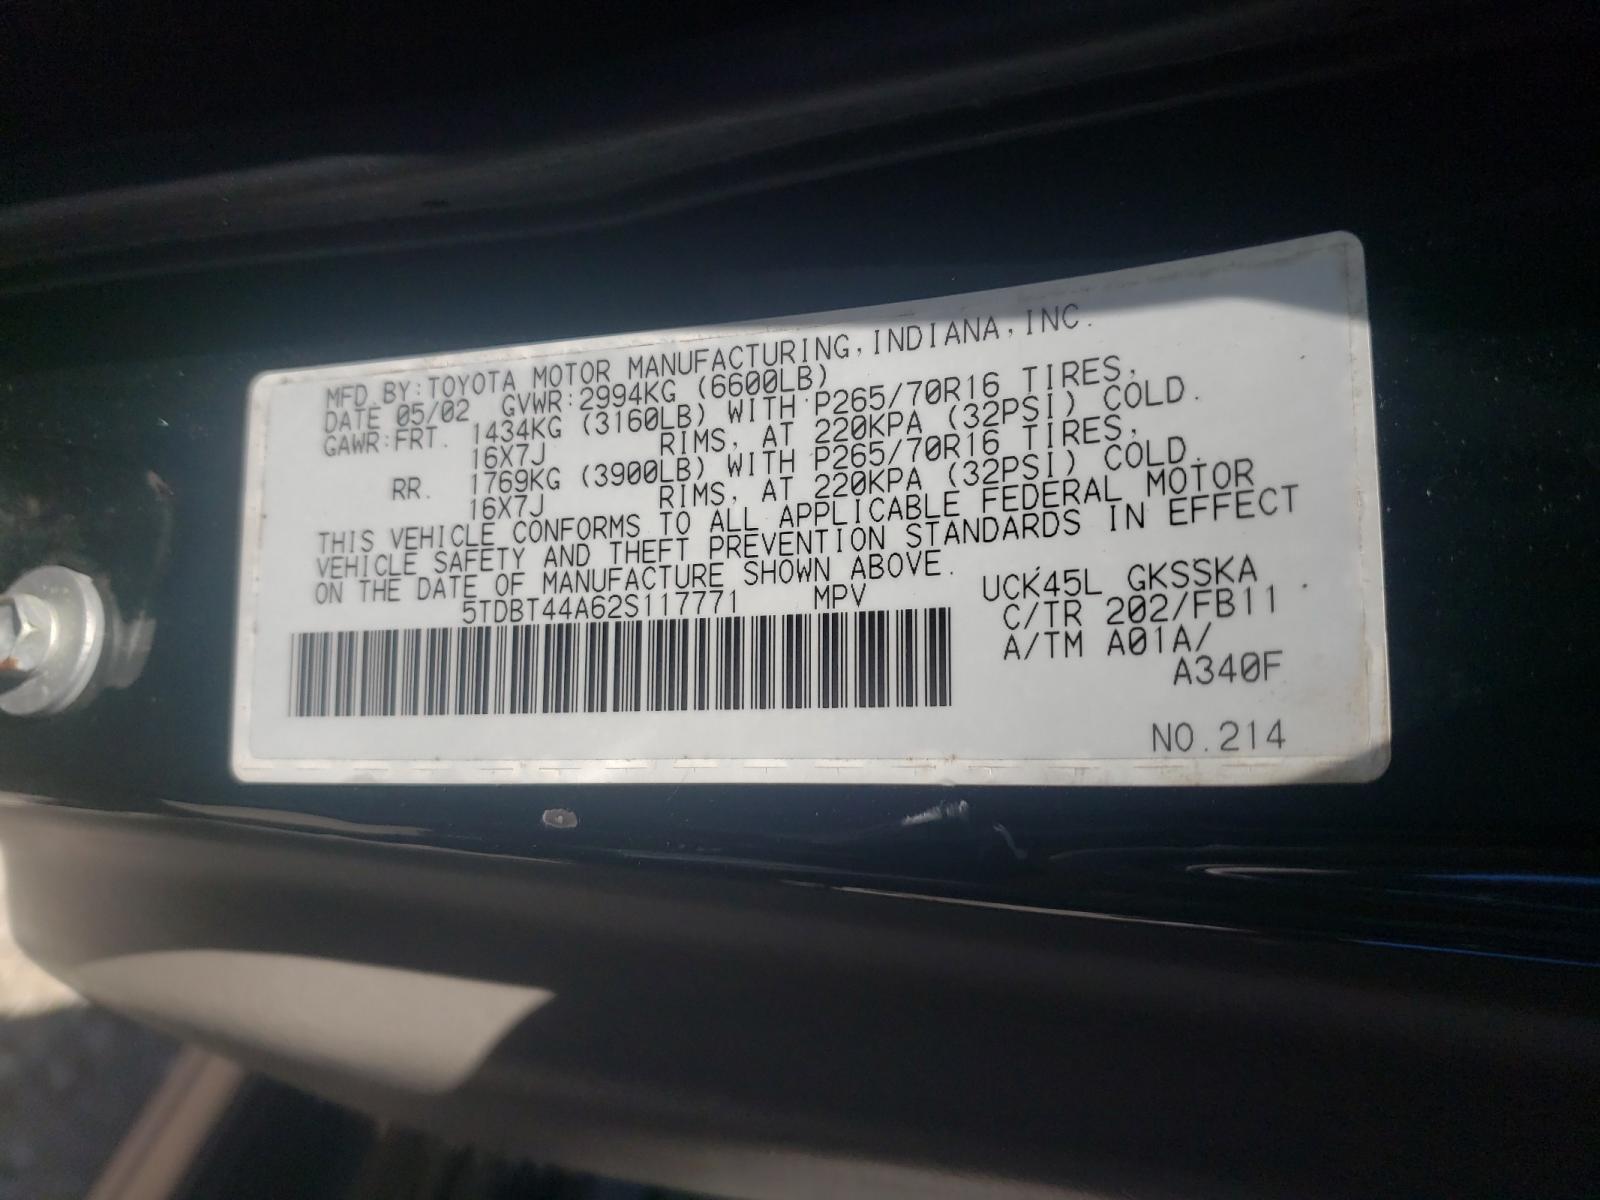 MFD.BY:TOYOTA MOTOR MANUFACTURING,INDIANA,INC.
DATE 05/02 GVWR:2994KG (6600LB)
GAWR:FRT. 1434KG (3160LB) WITH P265/70R16 TIRES,
16X7J RIMS, AT 220KPA (32PSI) COLD.
RR. 1769KG (3900LB) WITH P265/70R16 TIRES,
16X7J RIMS, AT 220KPA (32PSI) COLD.
THIS VEHICLE CONFORMS TO ALL APPLICABLE FEDERAL MOTOR
VEHICLE SAFETY AND THEFT PREVENTION STANDARDS IN EFFECT
ON THE DATE OF MANUFACTURE SHOWN ABOVE.
5TDBT44A62S117771 MPV
UCK45L GKSSKA
C/TR 202/FB11
A/TM A01A/
A340F
NO.214